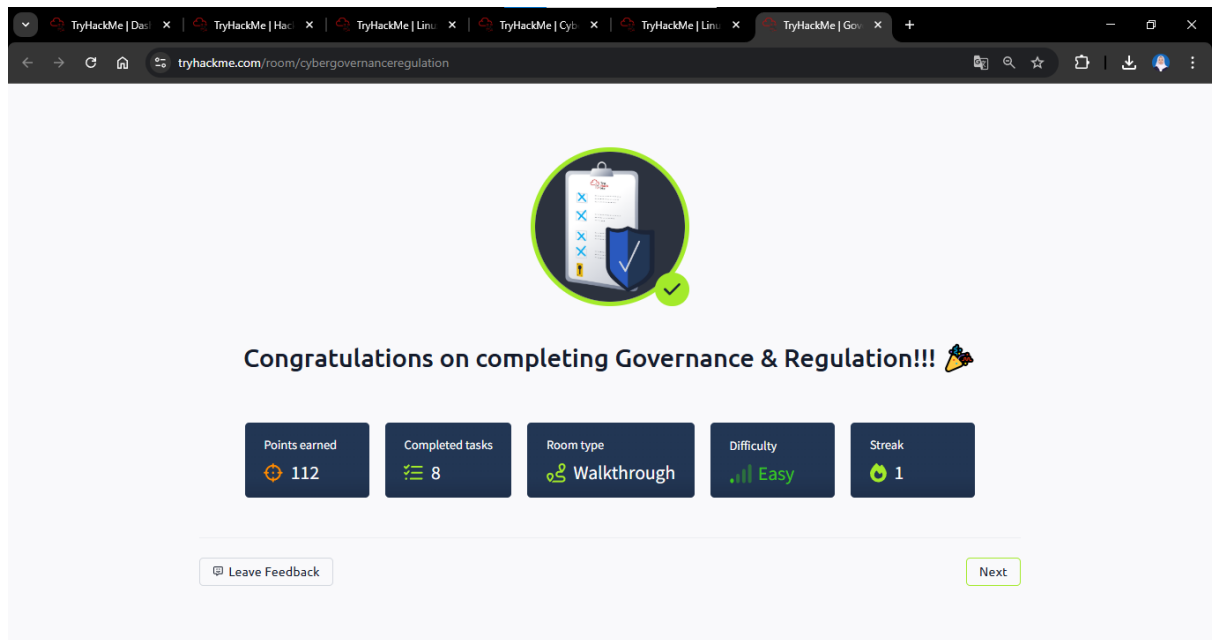 TryHackMe | Das
TryHackMe | Hac
TryHackMe | Linu
TryHackMe | Cyb
TryHackMe | Linu
TryHackMe | Gov
tryhackme.com/room/cybergovernanceregulation
Congratulations on completing Governance & Regulation!!! 🎉
Points earned
112
Completed tasks
8
Room type
Walkthrough
Difficulty
Easy
Streak
1
Leave Feedback
Next